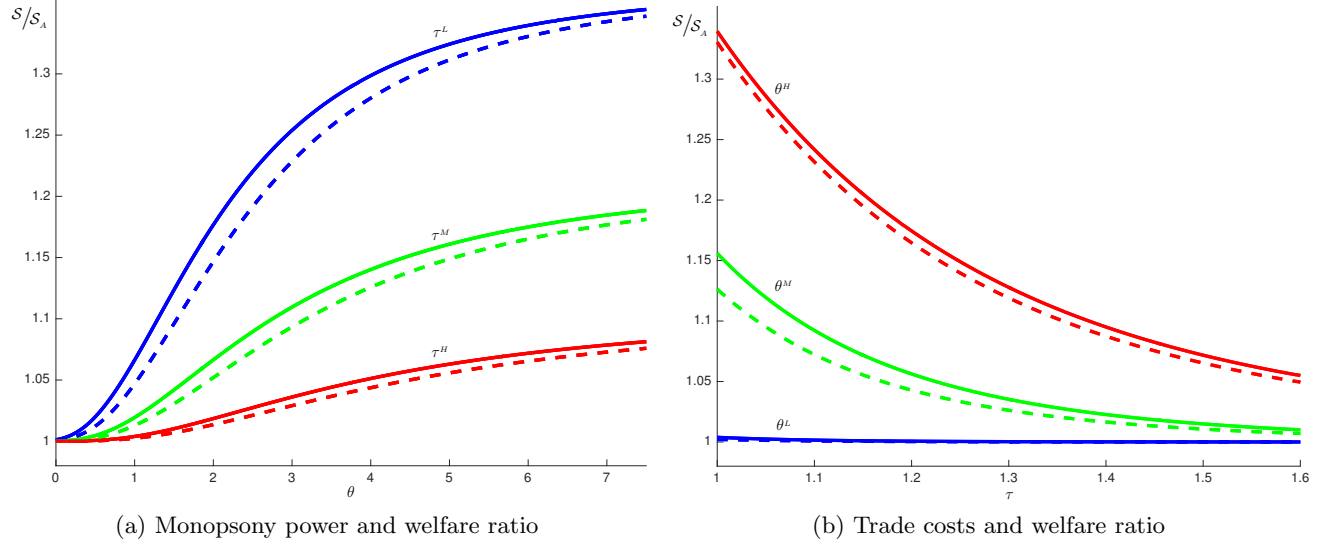 𝒮/𝒮_A
1.3
1.25
1.2
1.15
1.1
1.05
1
0 1 2 3 4 5 6 7
θ
τ^L
τ^M
τ^H
(a) Monopsony power and welfare ratio
𝒮/𝒮_A
1.3
1.25
1.2
1.15
1.1
1.05
1
1 1.1 1.2 1.3 1.4 1.5 1.6
τ
θ^H
θ^M
θ^L
(b) Trade costs and welfare ratio